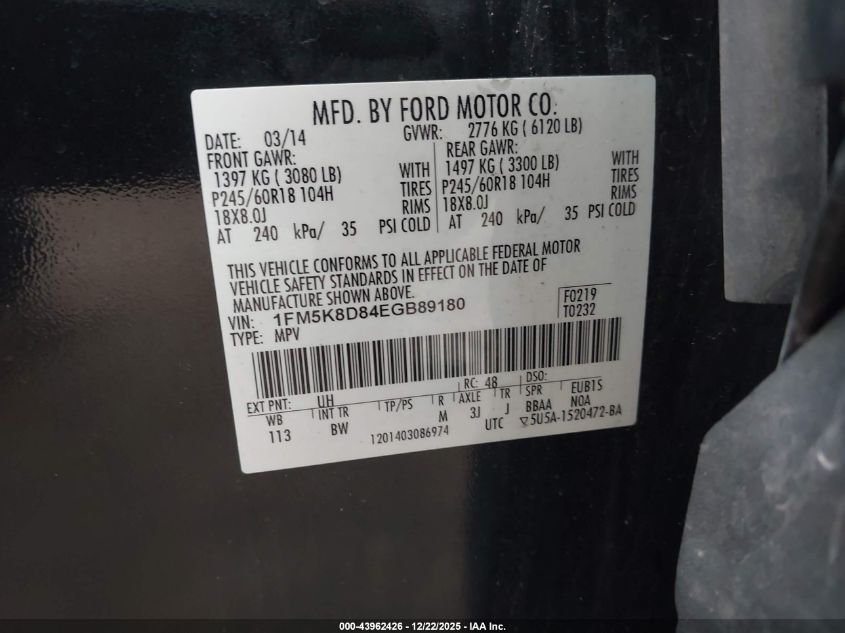 MFD. BY FORD MOTOR CO.
DATE: 03/14 GVWR: 2776 KG ( 6120 LB)
FRONT GAWR: REAR GAWR:
1397 KG ( 3080 LB) WITH 1497 KG ( 3300 LB) WITH
P245/60R18 104H TIRES P245/60R18 104H TIRES
18X8.0J RIMS 18X8.0J RIMS
AT 240 kPa/ 35 PSI COLD AT 240 kPa/ 35 PSI COLD
THIS VEHICLE CONFORMS TO ALL APPLICABLE FEDERAL MOTOR
VEHICLE SAFETY STANDARDS IN EFFECT ON THE DATE OF
MANUFACTURE SHOWN ABOVE.
F0219
VIN: 1FM5K8D84EGB89180
T0232
TYPE: MPV
EXT PNT: UH RC: 48 DSO:
WB INT TR TP/PS R AXLE TR SPR EUB1S
113 BW M 3J J BBAA NOA
1201403086974 UTC 5U5A-1520472-BA
000-43962426 - 12/22/2025 - IAA Inc.